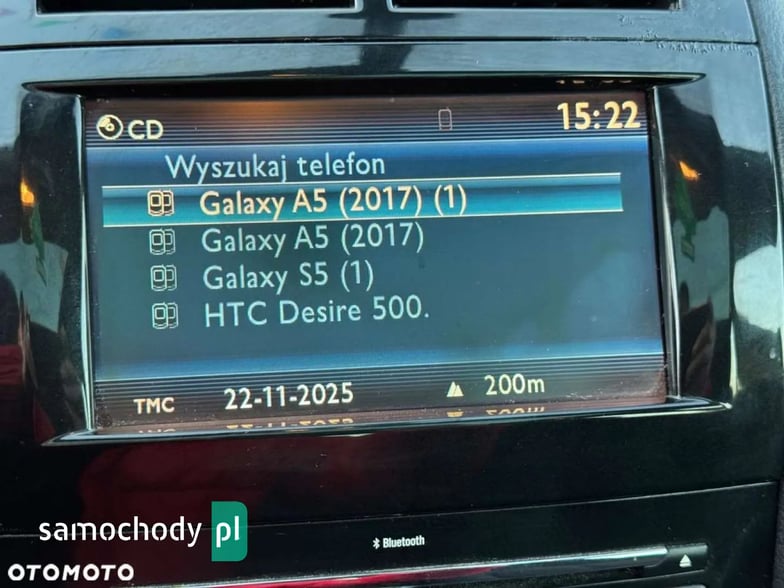 CD
15:22
Wyszukaj telefon
Galaxy A5 (2017) (1)
Galaxy A5 (2017)
Galaxy S5 (1)
HTC Desire 500.
TMC 22-11-2025 200m
samochody pl
Bluetooth
OTOMOTO